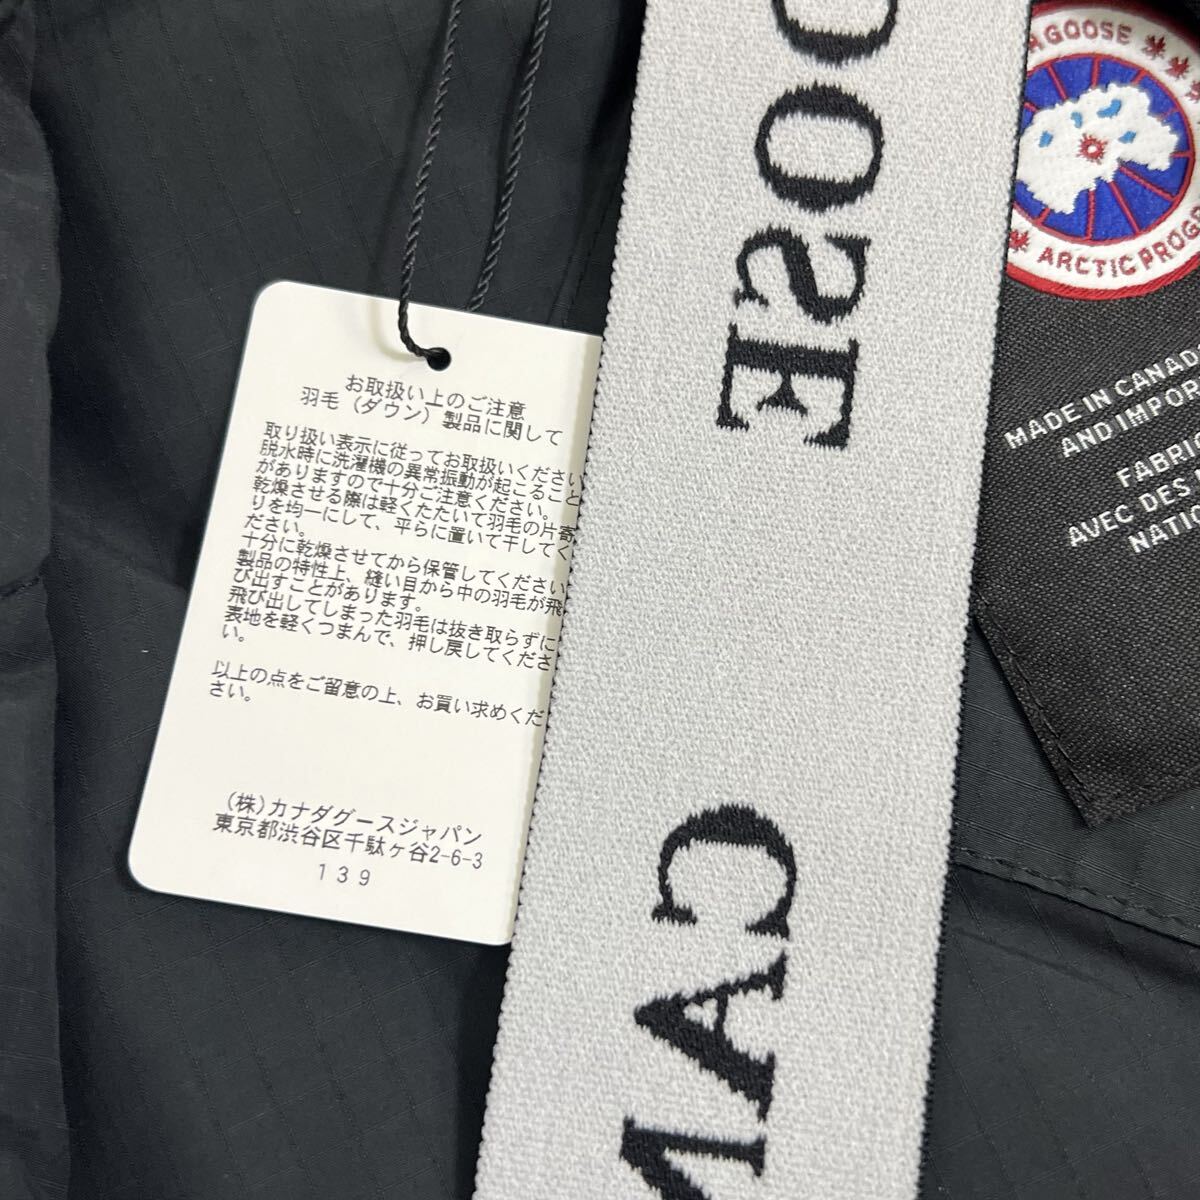 お取扱い上のご注意
羽毛（ダウン）製品に関して
取り扱い表示に従ってお取扱いください
脱水時に洗濯機の異常振動が起こること
がありますので十分ご注意ください。
乾燥させる際は軽くたたいて羽毛の片寄
りを均一にして、平らに置いて干してく
ださい。
十分に乾燥させてから保管してください
製品の特性上、縫い目から中の羽毛が飛
び出すことがあります。
飛び出してしまった羽毛は抜き取らずに
表地を軽くつまんで、押し戻してくださ
い。
以上の点をご留意の上、お買い求めくだ
さい。
(株)カナダグースジャパン
東京都渋谷区千駄ヶ谷2-6-3
139
OOSE
CAN
GOOSE
ARCTIC PROG
MADE IN CANADA
AND IMPOR
FABRI
AVEC DES
NATI